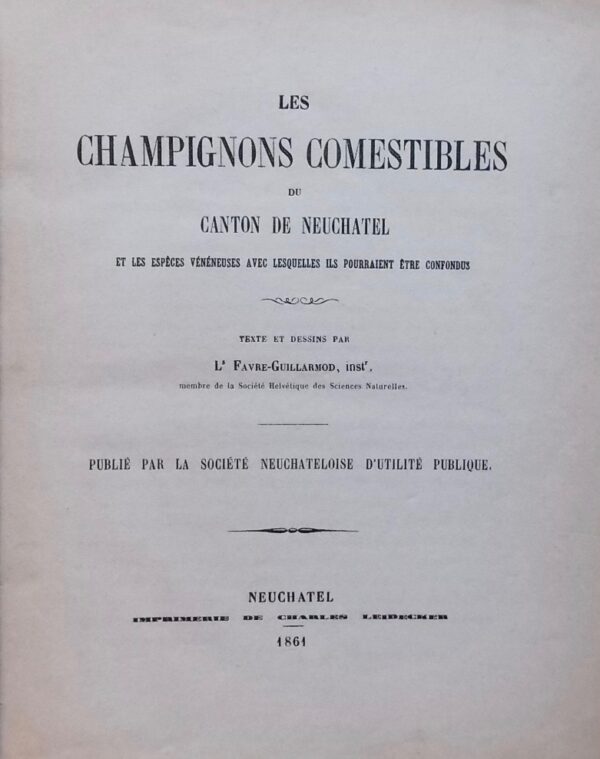 LES
CHAMPIGNONS COMESTIBLES
DU
CANTON DE NEUCHATEL
ET LES ESPÈCES VÉNÉNEUSES AVEC LESQUELLES ILS POURRAIENT ÊTRE CONFONDUS
TEXTE ET DESSINS PAR
Ls FAVRE-GUILLARMOD, instr,
membre de la Société Helvétique des Sciences Naturelles.
PUBLIÉ PAR LA SOCIÉTÉ NEUCHATELOISE D'UTILITÉ PUBLIQUE.
NEUCHATEL
IMPRIMERIE DE CHARLES LEIDECKER
1861